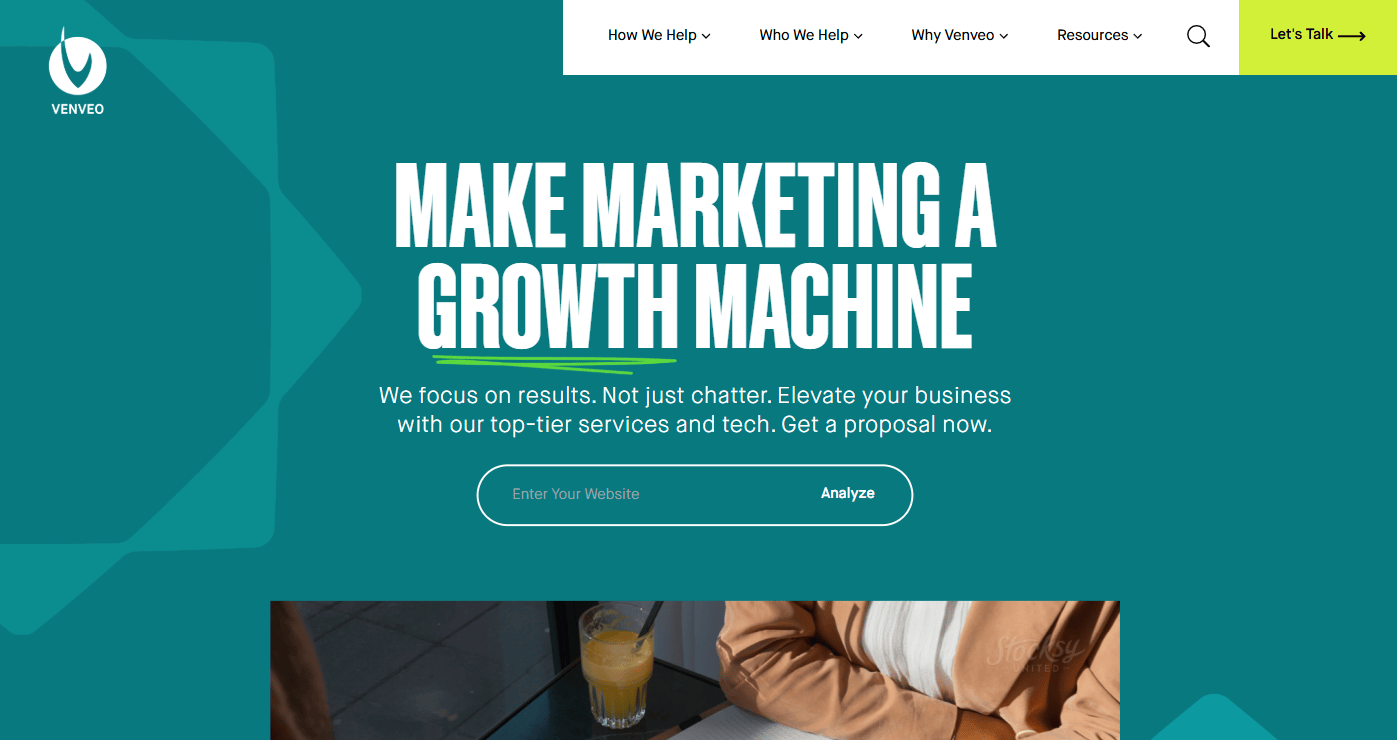 VENVEO
How We Help
Who We Help
Why Venveo
Resources
Let's Talk
MAKE MARKETING A
GROWTH MACHINE
We focus on results. Not just chatter. Elevate your business
with our top-tier services and tech. Get a proposal now.
Enter Your Website
Analyze
Stocksy
UNITED